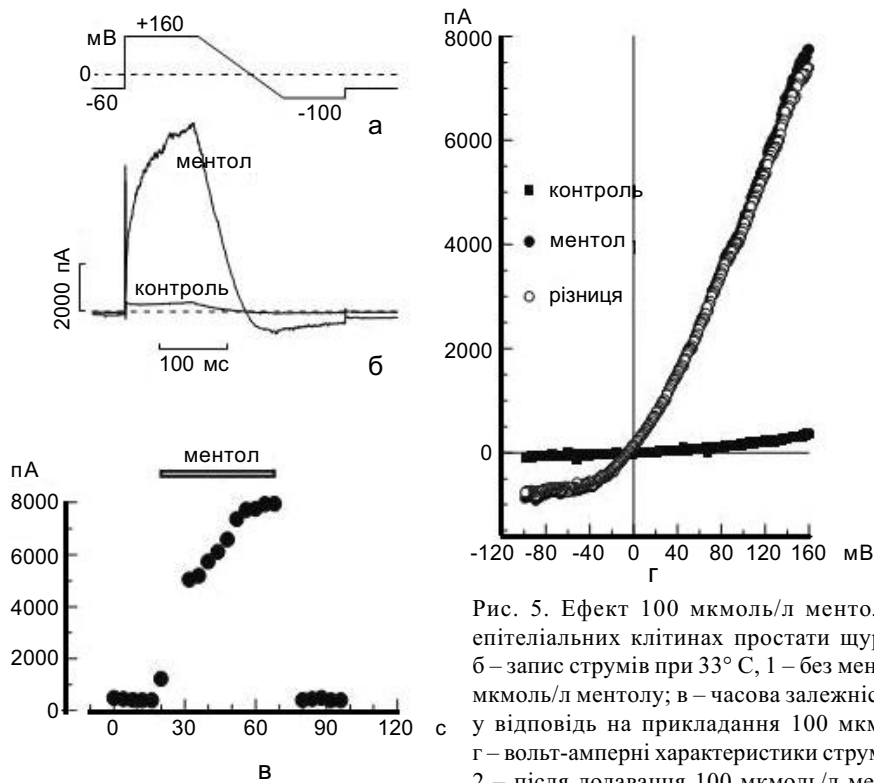 +160
мВ
0
-60
-100
а
ментол
контроль
2000 пА
100 мс
б
пА
ментол
8000
6000
4000
2000
0
0 30 60 90 120 с
в
пА
8000
6000
4000
2000
0
контроль
ментол
різниця
-120 -80 -40 0 40 80 120 160 мВ
г
Рис. 5. Ефект 100 мкмоль/л
епітеліальних клітинах простати
б – запис струмів при 33° С, 1 – без
мкмоль/л ментолу; в – часова
у відповідь на прикладання 100
г – вольт-амперні характеристики
2 – після додавання 100 мкмоль/л